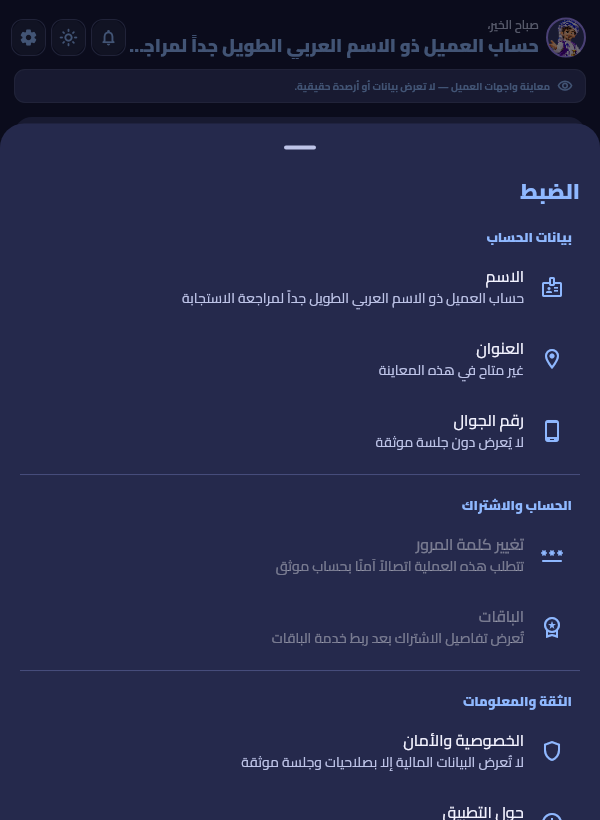 صباح الخير،
حساب العميل ذو الاسم العربي الطويل جداً لمراجـ...
معاينة واجهات العميل — لا تعرض بيانات أو أرصدة حقيقية.
الضبط
بيانات الحساب
الاسم
حساب العميل ذو الاسم العربي الطويل جداً لمراجعة الاستجابة
العنوان
غير متاح في هذه المعاينة
رقم الجوال
لا يُعرض دون جلسة موثقة
الحساب والاشتراك
تغيير كلمة المرور
تتطلب هذه العملية اتصالاً آمنًا بحساب موثق
الباقات
تُعرض تفاصيل الاشتراك بعد ربط خدمة الباقات
الثقة والمعلومات
الخصوصية والأمان
لا تُعرض البيانات المالية إلا بصلاحيات وجلسة موثقة
حول التطبيق